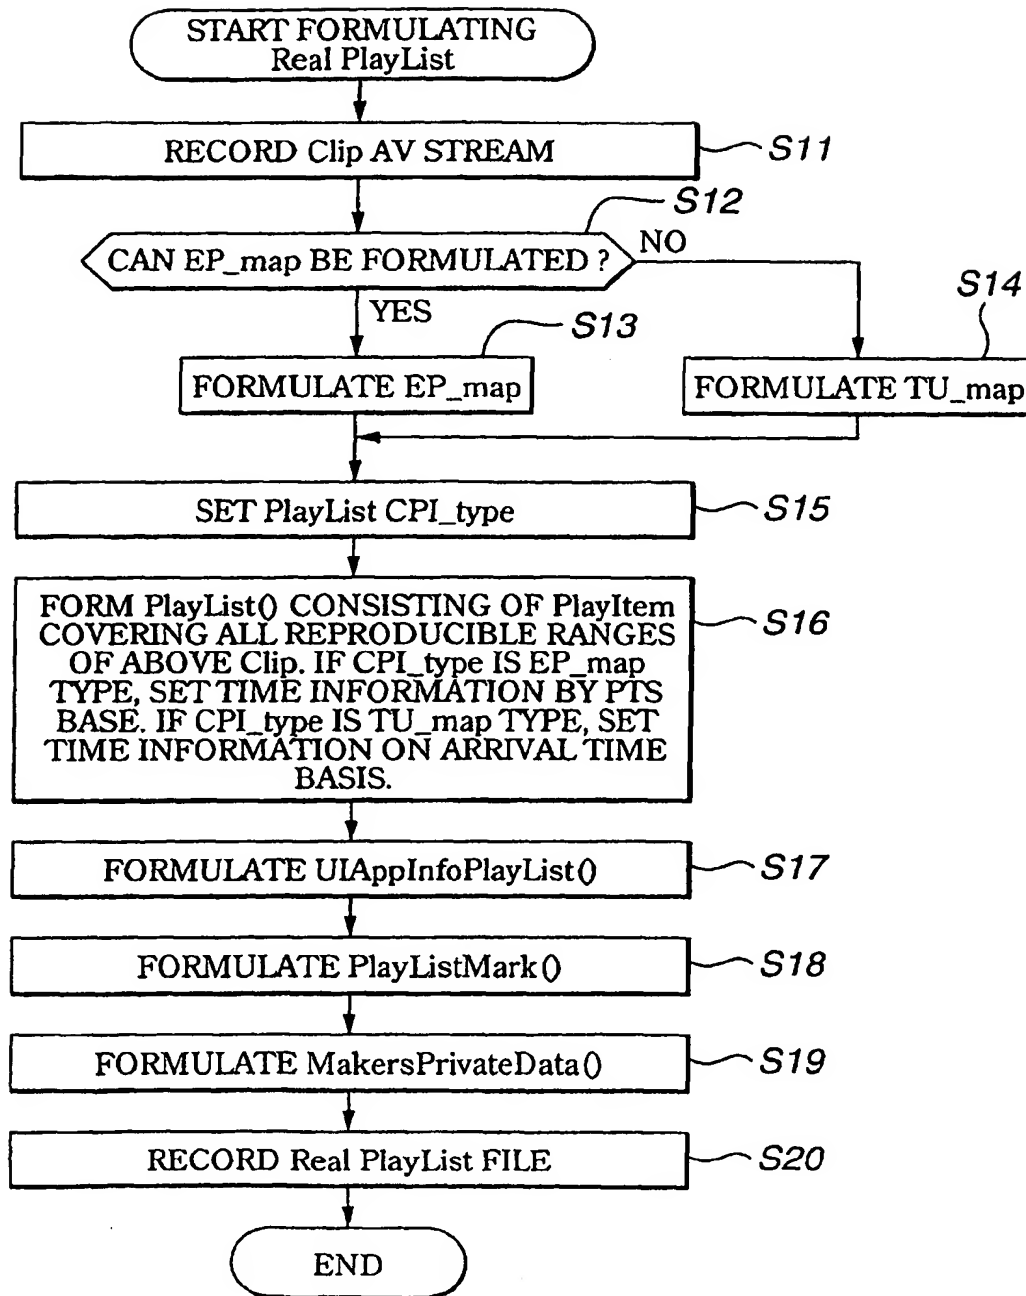 START FORMULATING
Real PlayList
RECORD Clip AV STREAM
S11
S12
CAN EP_map BE FORMULATED ?
NO
YES
S13
S14
FORMULATE EP_map
FORMULATE TU_map
SET PlayList CPI_type
S15
FORM PlayList() CONSISTING OF PlayItem
COVERING ALL REPRODUCIBLE RANGES
OF ABOVE Clip. IF CPI_type IS EP_map
TYPE, SET TIME INFORMATION BY PTS
BASE. IF CPI_type IS TU_map TYPE, SET
TIME INFORMATION ON ARRIVAL TIME
BASIS.
S16
FORMULATE UIAppInfoPlayList()
S17
FORMULATE PlayListMark()
S18
FORMULATE MakersPrivateData()
S19
RECORD Real PlayList FILE
S20
END